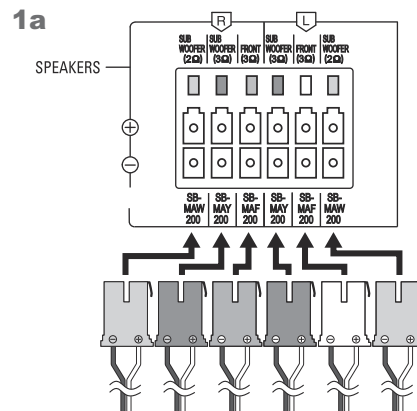 1a
R L
SUB WOOFER (2Ω) SUB WOOFER (3Ω) FRONT (3Ω) SUB WOOFER (3Ω) FRONT (3Ω) SUB WOOFER (2Ω)
SPEAKERS
⊕
⊖
SB-MAW 200 SB-MAY 200 SB-MAF 200 SB-MAY 200 SB-MAF 200 SB-MAW 200
⊖ ⊕ ⊖ ⊕ ⊖ ⊕ ⊖ ⊕ ⊖ ⊕ ⊖ ⊕